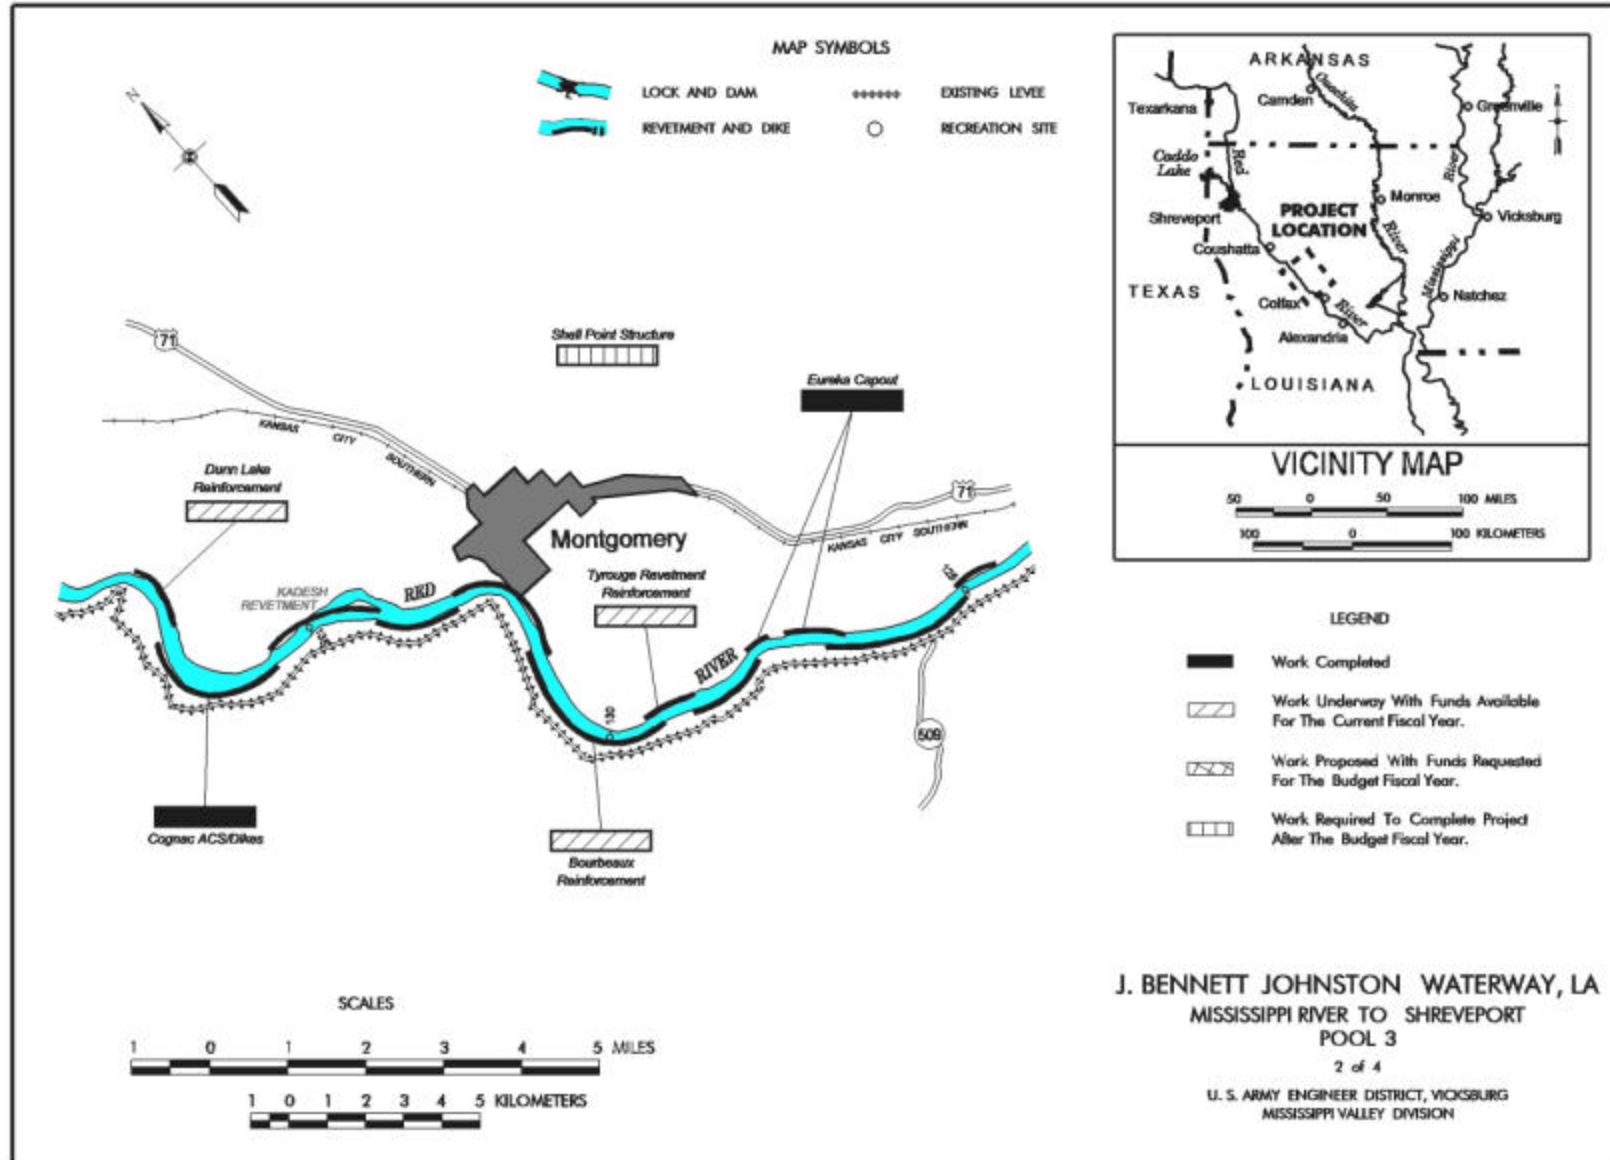 MAP SYMBOLS
LOCK AND DAM
EXISTING LEVEE
REVETMENT AND DIKE
RECREATION SITE
N
71
Shell Point Structure
Eureka Capout
KANSAS CITY SOUTHERN
Dunn Lake
Reinforcement
71
KANSAS CITY SOUTHERN
Montgomery
KADESH
REVETMENT
RED
Tyrouge Revetment
Reinforcement
RIVER
130
509
Cognac ACS/Dikes
Bourbeaux
Reinforcement
SCALES
1 0 1 2 3 4 5 MILES
1 0 1 2 3 4 5 KILOMETERS
ARKANSAS
Texarkana
Camden
Ouachita
Greenville
Caddo
Lake
Red
River
Monroe
Shreveport
PROJECT
LOCATION
Vicksburg
Coushatta
River
Mississippi
TEXAS
Colfax
River
Natchez
Alexandria
LOUISIANA
VICINITY MAP
50 0 50 100 MILES
100 0 100 KILOMETERS
LEGEND
Work Completed
Work Underway With Funds Available
For The Current Fiscal Year.
Work Proposed With Funds Requested
For The Budget Fiscal Year.
Work Required To Complete Project
After The Budget Fiscal Year.
J. BENNETT JOHNSTON WATERWAY, LA
MISSISSIPPI RIVER TO SHREVEPORT
POOL 3
2 of 4
U. S. ARMY ENGINEER DISTRICT, VICKSBURG
MISSISSIPPI VALLEY DIVISION